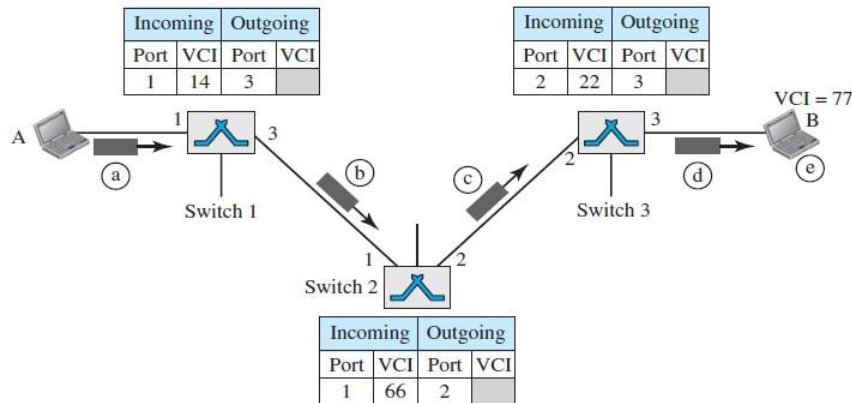 Incoming Outgoing
Port VCI Port VCI
1 14 3
Incoming Outgoing
Port VCI Port VCI
2 22 3
VCI = 77
A
1
3
a
Switch 1
b
c
2
3
Switch 3
d
B
e
1
2
Switch 2
Incoming Outgoing
Port VCI Port VCI
1 66 2